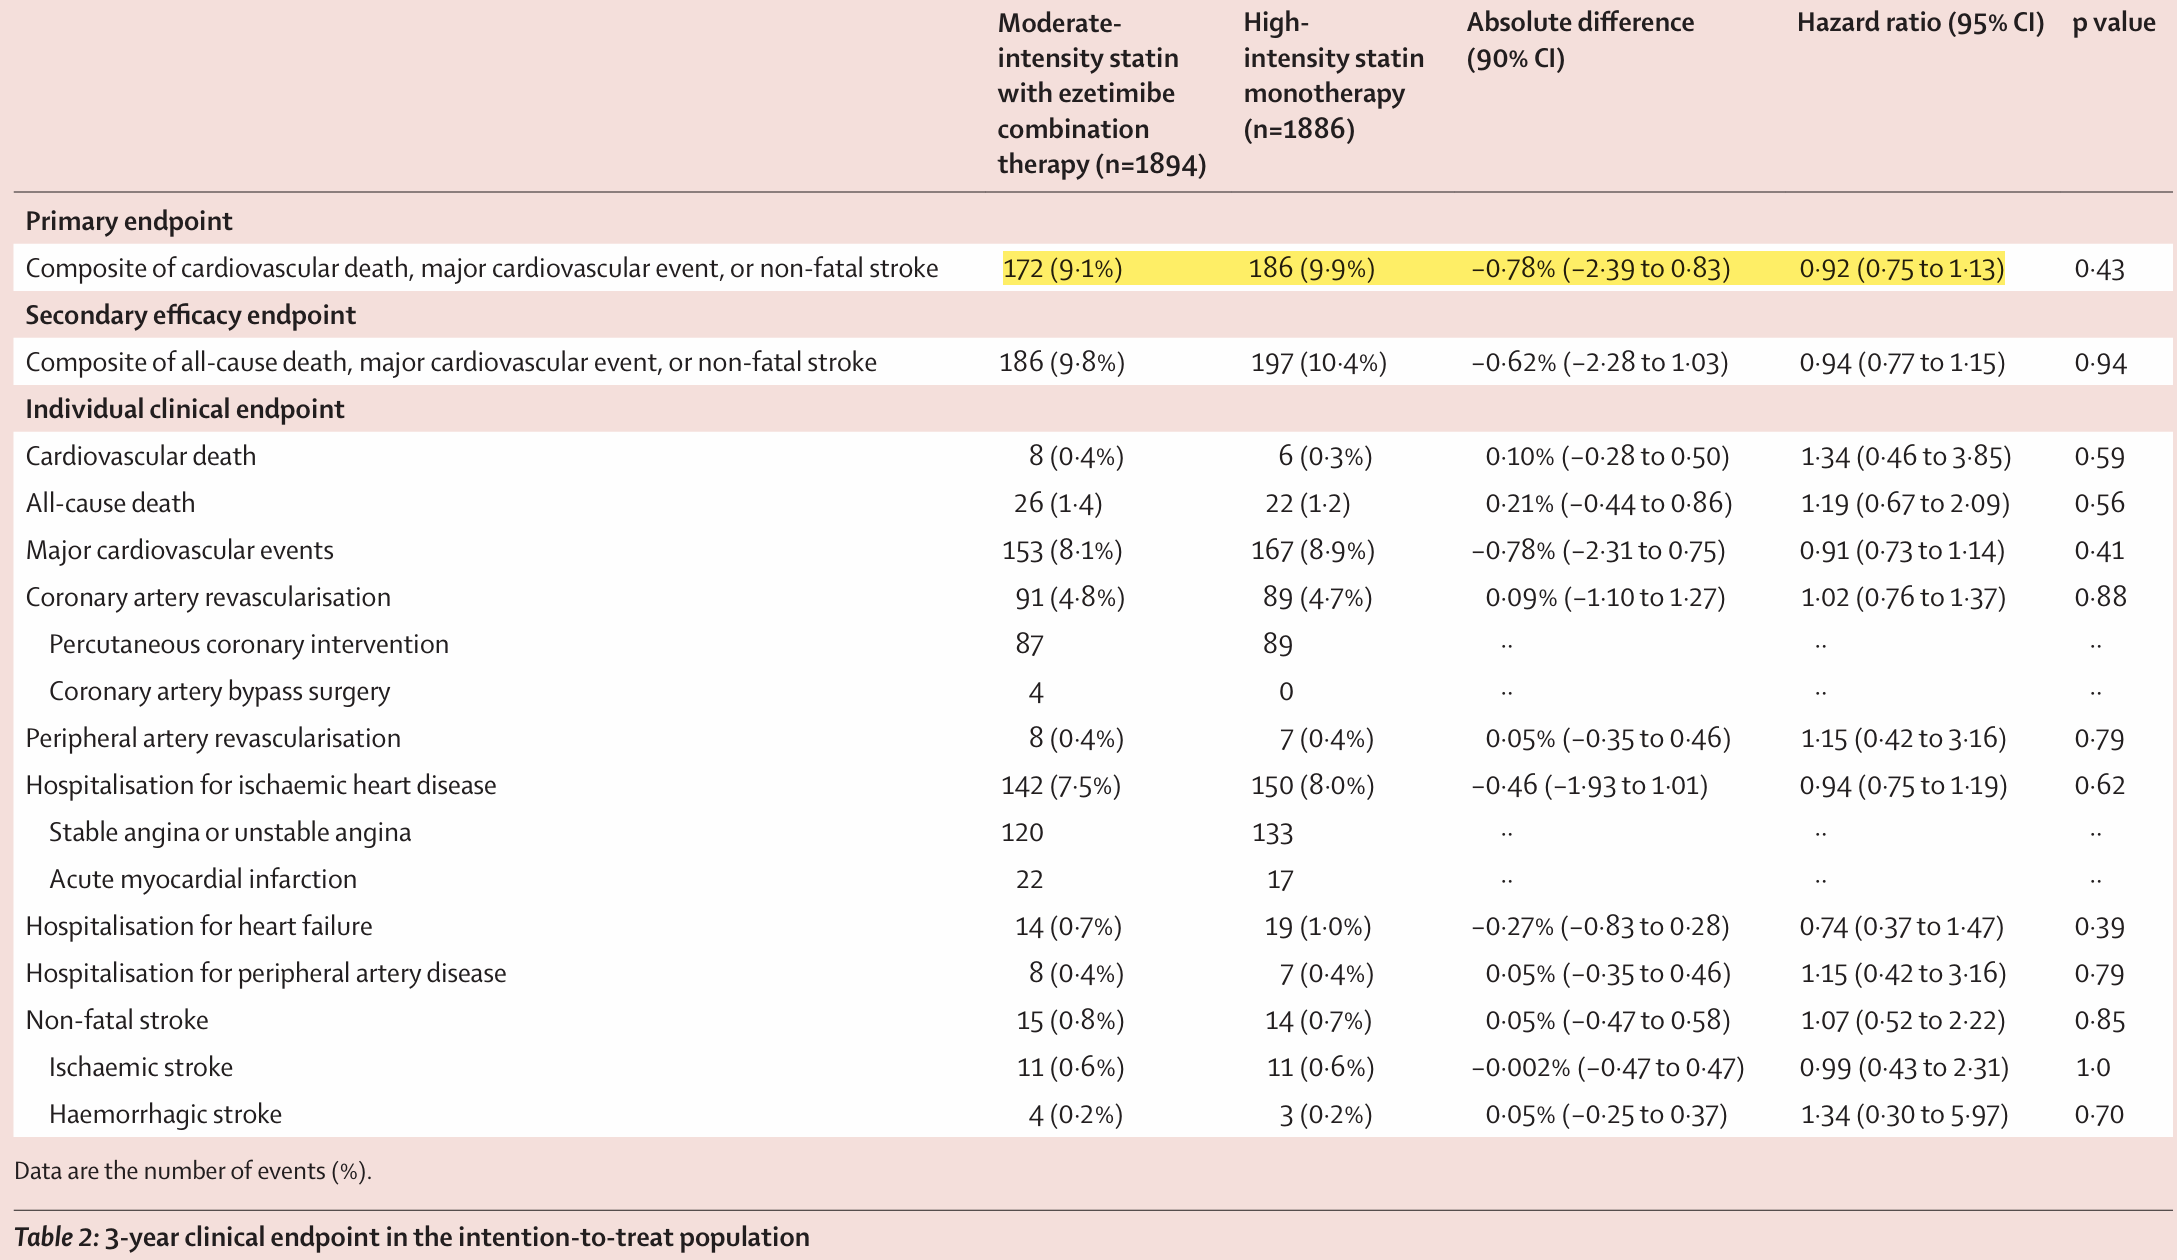 Moderate-
intensity statin
with ezetimibe
combination
therapy (n=1894)
High-
intensity statin
monotherapy
(n=1886)
Absolute difference
(90% CI)
Hazard ratio (95% CI)
p value
Primary endpoint
Composite of cardiovascular death, major cardiovascular event, or non-fatal stroke 172 (9·1%) 186 (9·9%) −0·78% (−2·39 to 0·83) 0·92 (0·75 to 1·13) 0·43
Secondary efficacy endpoint
Composite of all-cause death, major cardiovascular event, or non-fatal stroke 186 (9·8%) 197 (10·4%) −0·62% (−2·28 to 1·03) 0·94 (0·77 to 1·15) 0·94
Individual clinical endpoint
Cardiovascular death 8 (0·4%) 6 (0·3%) 0·10% (−0·28 to 0·50) 1·34 (0·46 to 3·85) 0·59
All-cause death 26 (1·4) 22 (1·2) 0·21% (−0·44 to 0·86) 1·19 (0·67 to 2·09) 0·56
Major cardiovascular events 153 (8·1%) 167 (8·9%) −0·78% (−2·31 to 0·75) 0·91 (0·73 to 1·14) 0·41
Coronary artery revascularisation 91 (4·8%) 89 (4·7%) 0·09% (−1·10 to 1·27) 1·02 (0·76 to 1·37) 0·88
Percutaneous coronary intervention 87 89 ·· ·· ··
Coronary artery bypass surgery 4 0 ·· ·· ··
Peripheral artery revascularisation 8 (0·4%) 7 (0·4%) 0·05% (−0·35 to 0·46) 1·15 (0·42 to 3·16) 0·79
Hospitalisation for ischaemic heart disease 142 (7·5%) 150 (8·0%) −0·46 (−1·93 to 1·01) 0·94 (0·75 to 1·19) 0·62
Stable angina or unstable angina 120 133 ·· ·· ··
Acute myocardial infarction 22 17 ·· ·· ··
Hospitalisation for heart failure 14 (0·7%) 19 (1·0%) −0·27% (−0·83 to 0·28) 0·74 (0·37 to 1·47) 0·39
Hospitalisation for peripheral artery disease 8 (0·4%) 7 (0·4%) 0·05% (−0·35 to 0·46) 1·15 (0·42 to 3·16) 0·79
Non-fatal stroke 15 (0·8%) 14 (0·7%) 0·05% (−0·47 to 0·58) 1·07 (0·52 to 2·22) 0·85
Ischaemic stroke 11 (0·6%) 11 (0·6%) −0·002% (−0·47 to 0·47) 0·99 (0·43 to 2·31) 1·0
Haemorrhagic stroke 4 (0·2%) 3 (0·2%) 0·05% (−0·25 to 0·37) 1·34 (0·30 to 5·97) 0·70
Data are the number of events (%).
Table 2: 3-year clinical endpoint in the intention-to-treat population